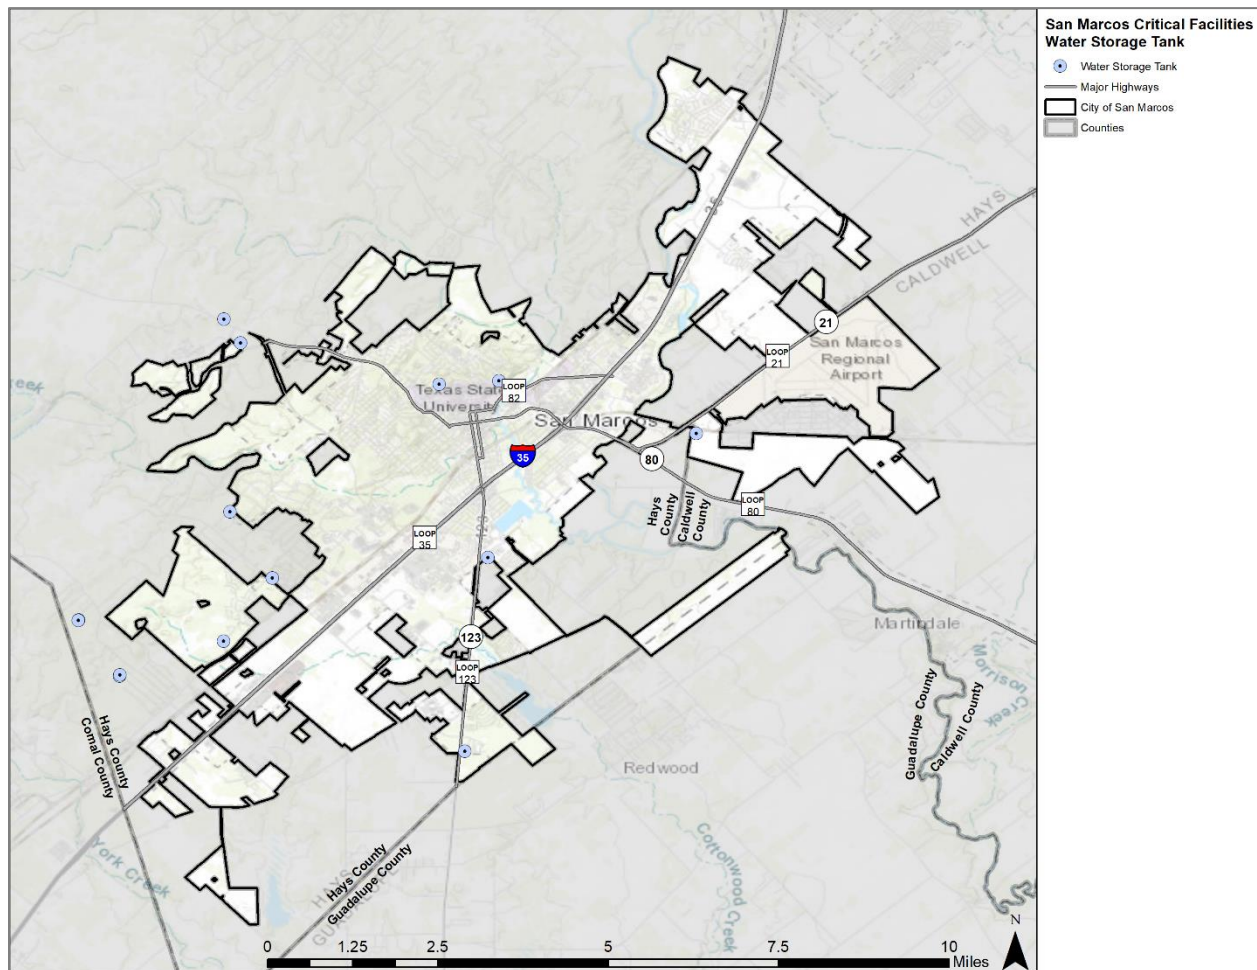 San Marcos Critical Facilities
Water Storage Tank
Water Storage Tank
Major Highways
City of San Marcos
Counties
35
HAYS
CALDWELL
21
San Marcos
Regional
Airport
LOOP
21
Texas State
University
LOOP
82
San Marcos
35
80
LOOP
80
Hays
County
Caldwell
County
LOOP
35
123
123
LOOP
123
Creek
Martindale
Morrison
Creek
Guadalupe County
Caldwell County
Hays County
Comal County
Redwood
York Creek
Cottonwood
Creek
Hays County
Guadalupe County
HAYS
N
0
1.25
2.5
5
7.5
10
Miles